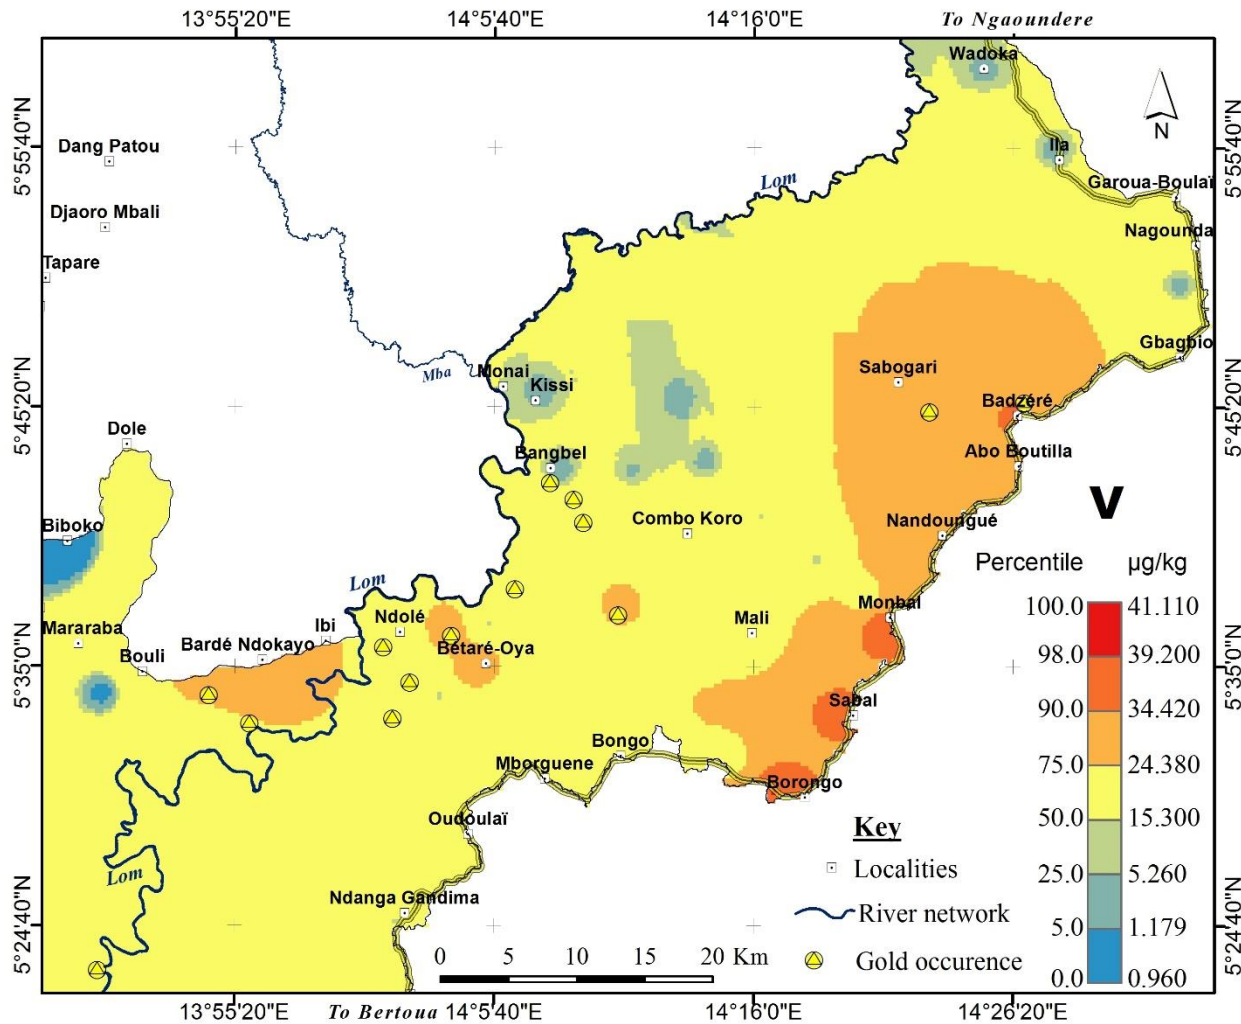 To Ngaoundere
13°55'20"E
14°5'40"E
14°16'0"E
Wadoka
N
5°55'40"N
5°55'40"N
Dang Patou
Ila
Lom
Garoua-Boulaï
Djaoro Mbali
Nagounda
Tapare
Gbagbio
Mba
Monai
Kissi
Sabogari
5°45'20"N
5°45'20"N
Badzéré
Dole
Abo Boutilla
Bangbel
V
Biboko
Combo Koro
Nandoungué
Percentile
µg/kg
Lom
100.0
41.110
Mararaba
Ibi
Ndolé
Mali
Monbal
Bardé Ndokayo
Bétaré-Oya
Bouli
98.0
39.200
5°35'0"N
5°35'0"N
90.0
34.420
Sabal
Bongo
75.0
24.380
Mborguene
Borongo
Oudoulaï
50.0
15.300
Key
Localities
25.0
5.260
Lom
Ndanga Gandima
River network
5.0
1.179
5°24'40"N
5°24'40"N
0 5 10 15 20 Km
Gold occurence
0.0
0.960
13°55'20"E
To Bertoua
14°5'40"E
14°16'0"E
14°26'20"E